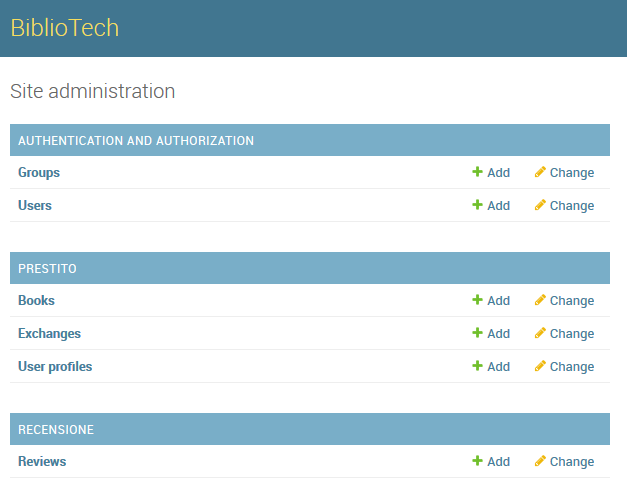 BiblioTech
Site administration
AUTHENTICATION AND AUTHORIZATION
Groups Add Change
Users Add Change
PRESTITO
Books Add Change
Exchanges Add Change
User profiles Add Change
RECENSIONE
Reviews Add Change